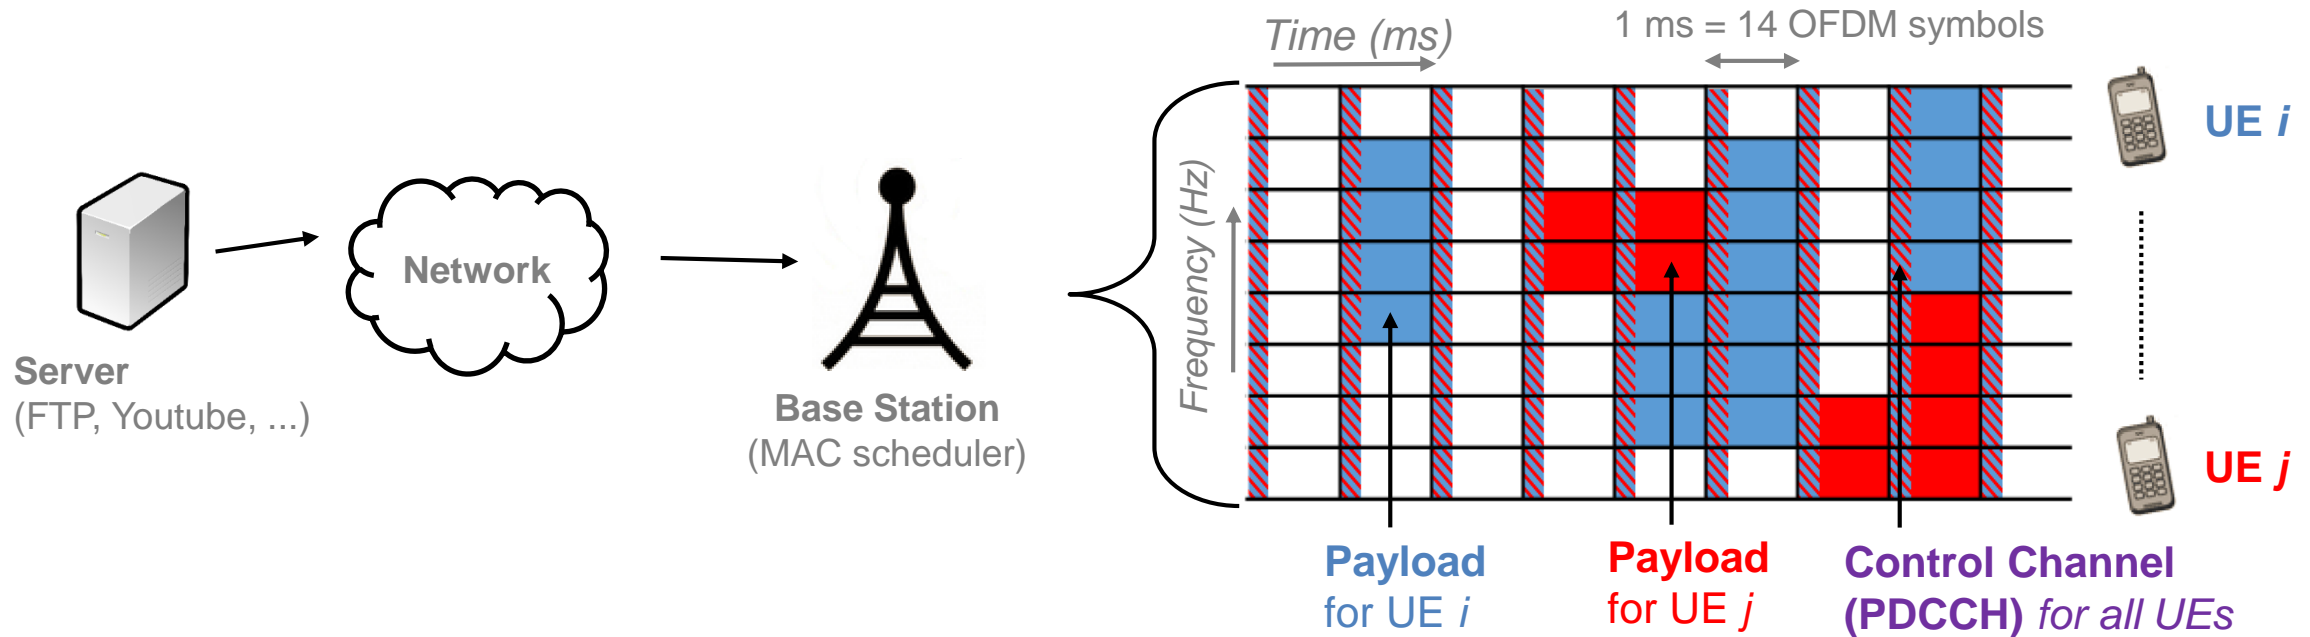 Time (ms)
1 ms = 14 OFDM symbols
UE i
Frequency (Hz)
Network
Server
(FTP, Youtube, ...)
Base Station
(MAC scheduler)
UE j
Payload
for UE i
Payload
for UE j
Control Channel
(PDCCH) for all UEs